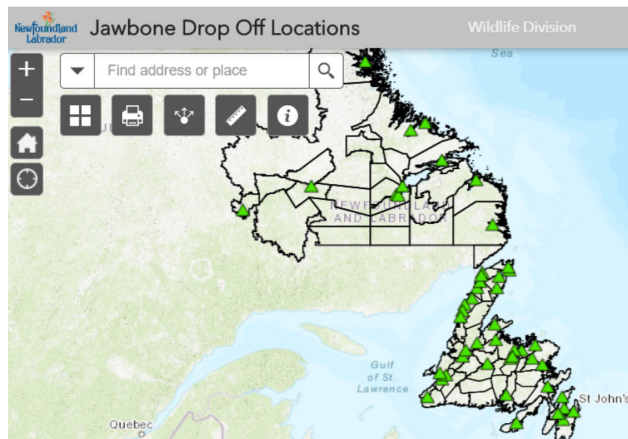 Newfoundland
Labrador
Jawbone Drop Off Locations
Wildlife Division
Sea
Find address or place
NEWFOUNDLAND
AND LABRADOR
Gulf
of St.
Lawrence
St John's
Quebec